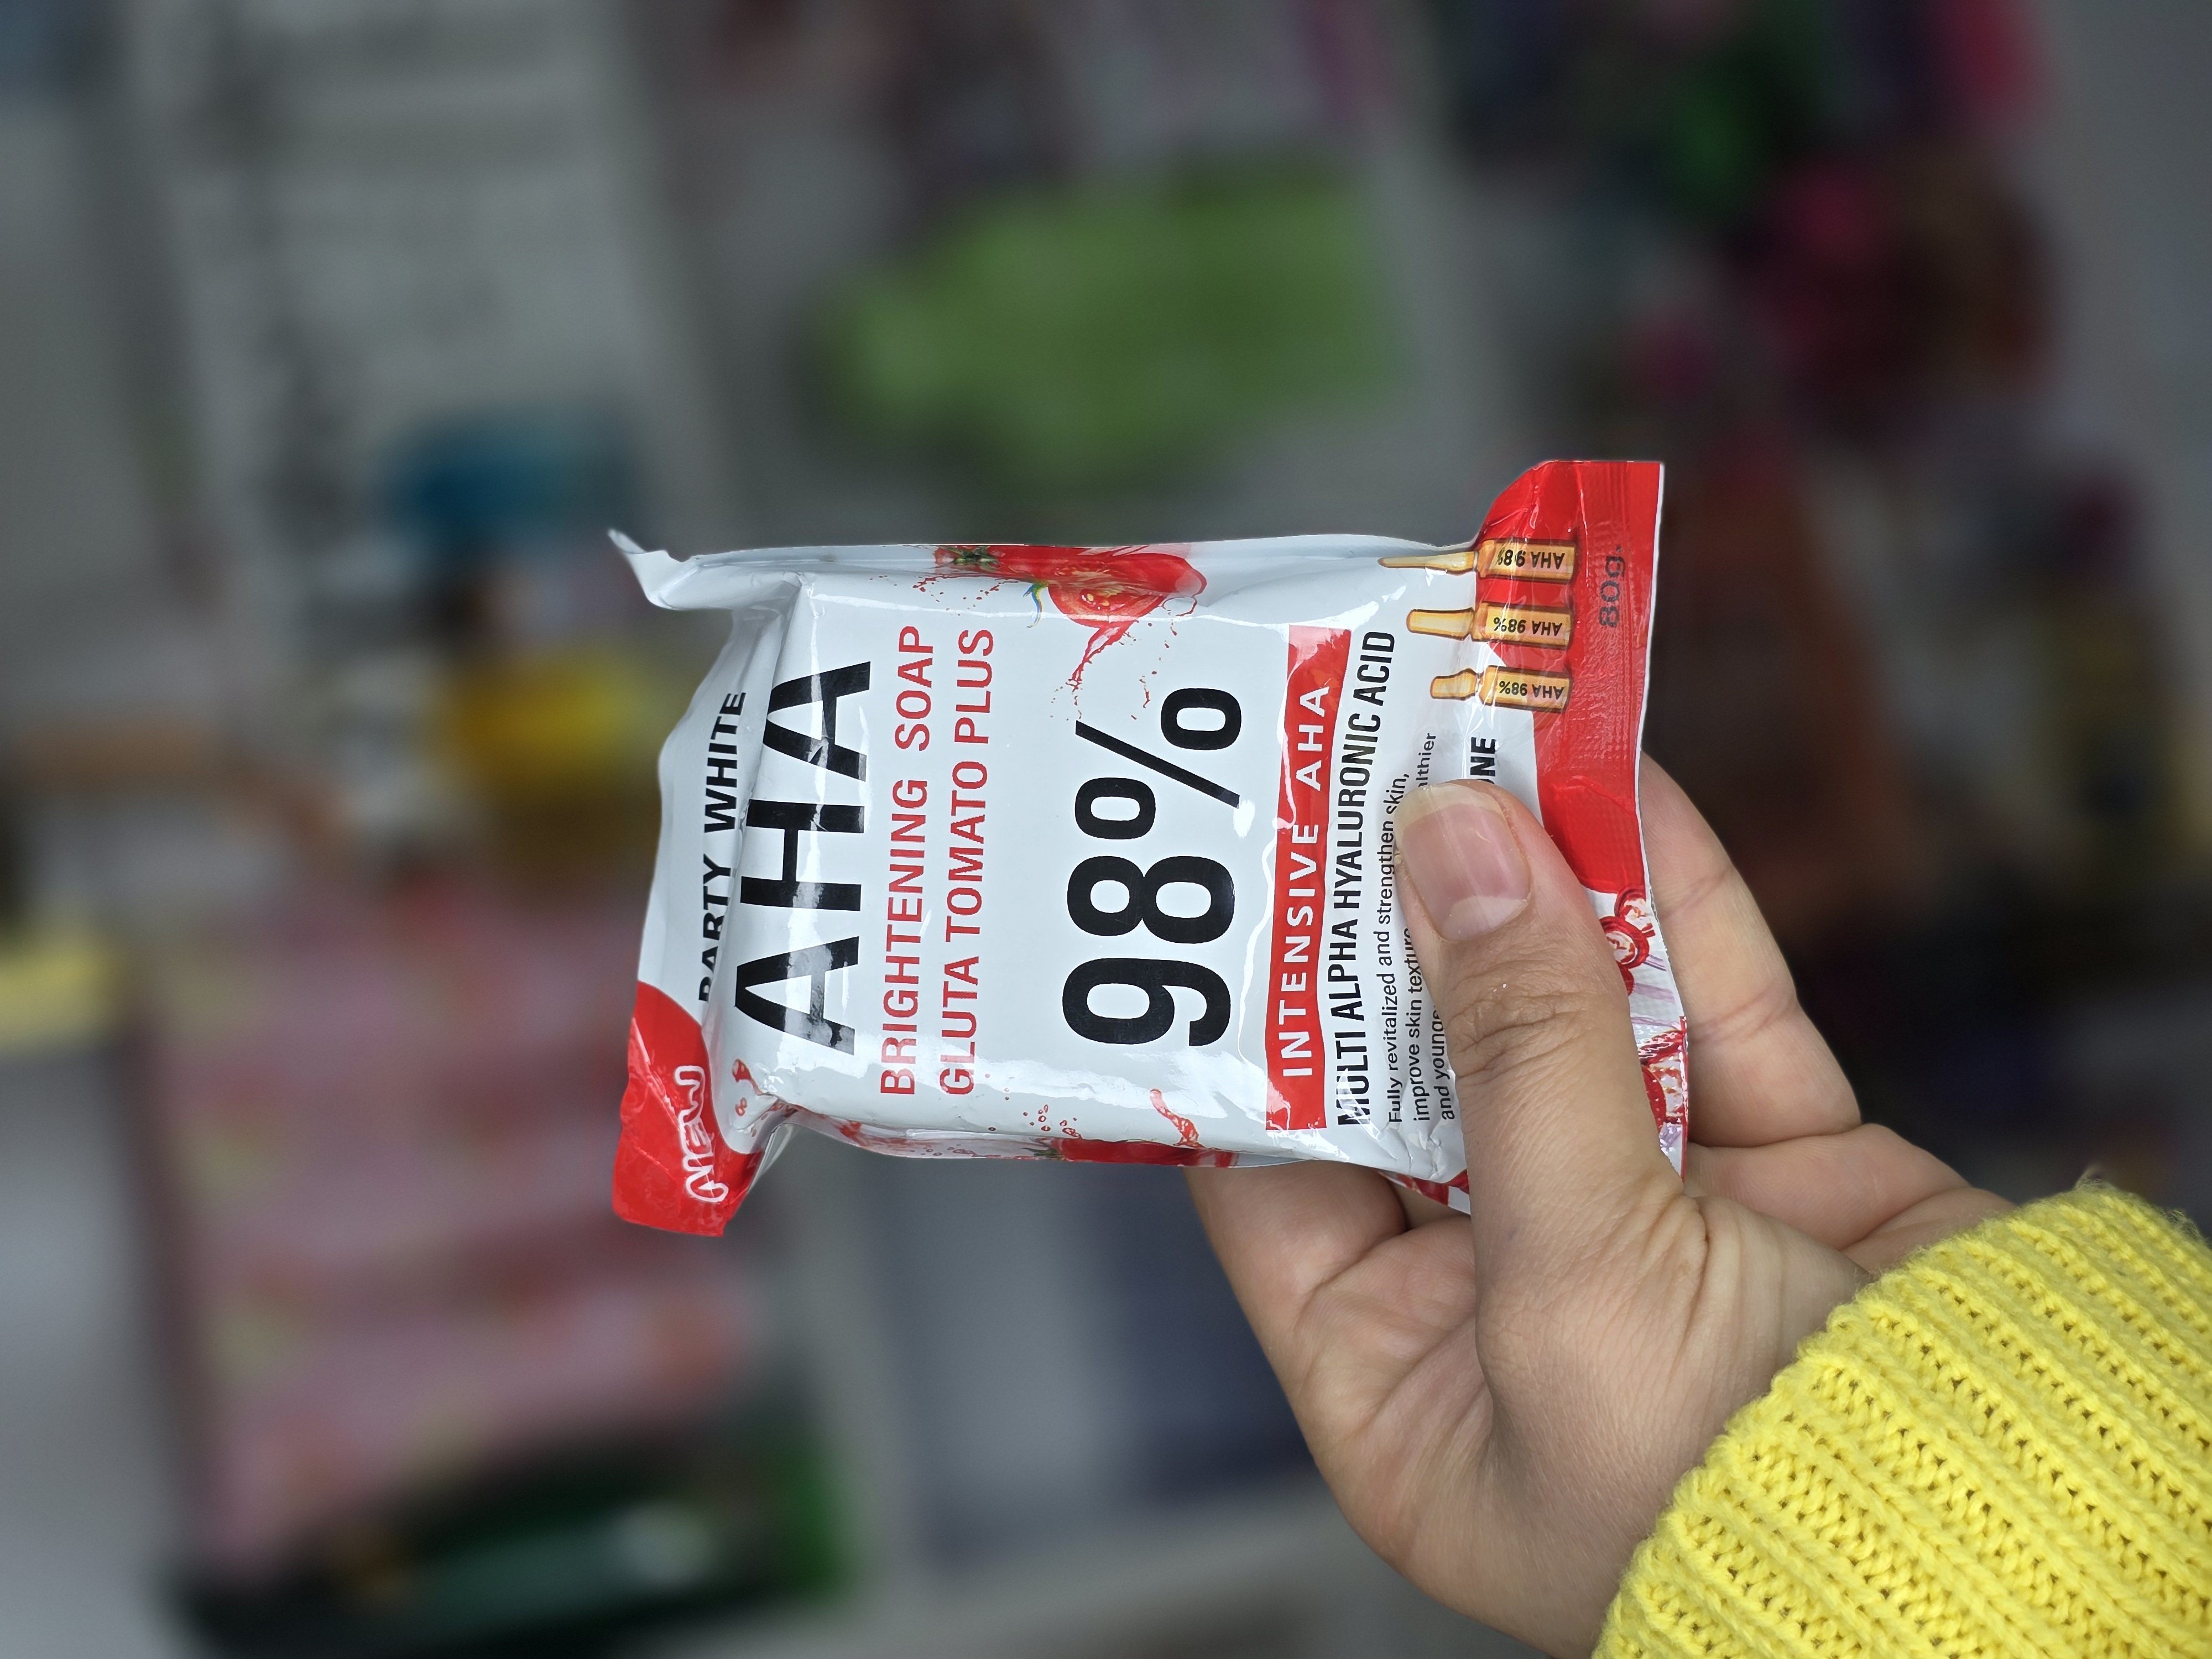 NEW
PARTY WHITE
AHA
BRIGHTENING SOAP
GLUTA TOMATO PLUS
98%
INTENSIVE AHA
MULTI ALPHA HYALURONIC ACID
Fully revitalized and strengthen skin,
improve skin texture
and
AHA 98%
AHA 98%
AHA 98%
80g.